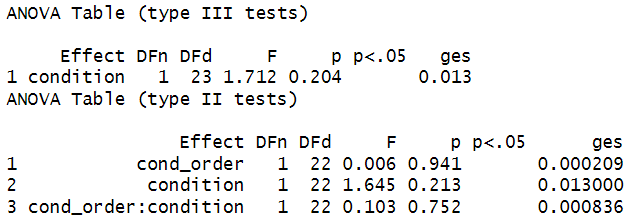 ANOVA Table (type III tests)
Effect DFn DFd F p p<.05 ges
1 condition 1 23 1.712 0.204 0.013
ANOVA Table (type II tests)
Effect DFn DFd F p p<.05 ges
1 cond_order 1 22 0.006 0.941 0.000209
2 condition 1 22 1.645 0.213 0.013000
3 cond_order:condition 1 22 0.103 0.752 0.000836